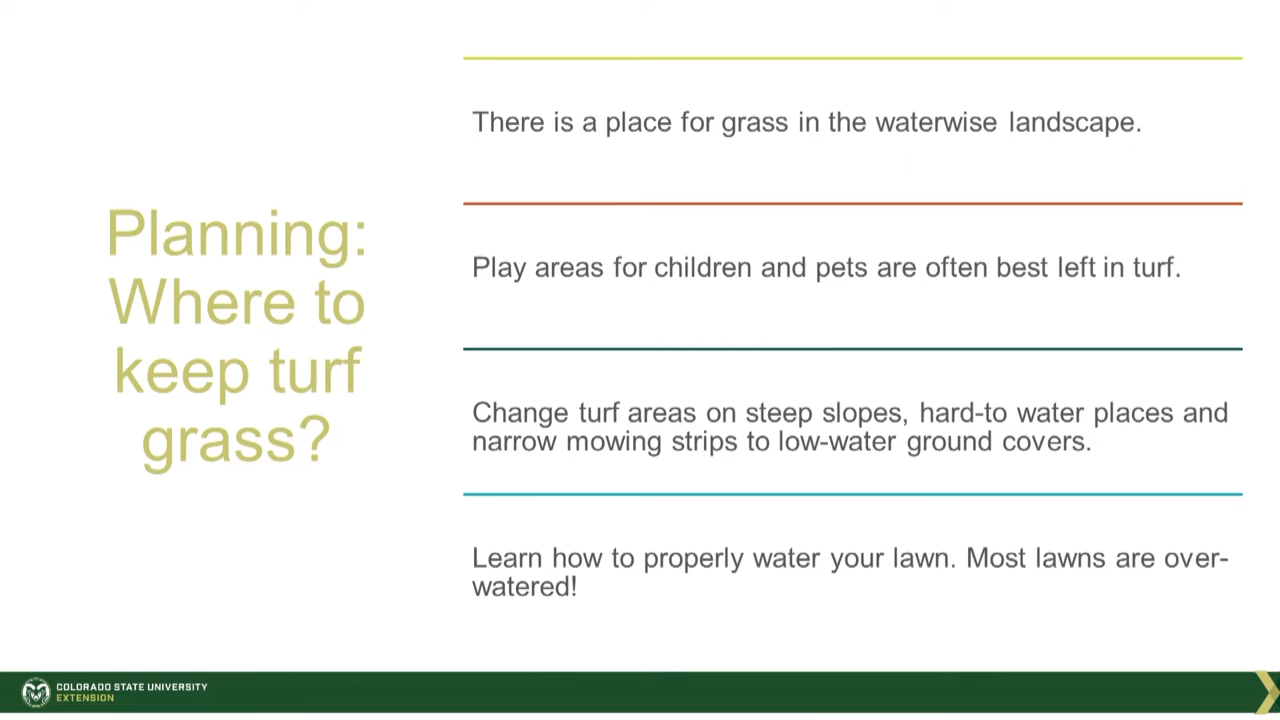 Planning:
Where to
keep turf
grass?
There is a place for grass in the waterwise landscape.
Play areas for children and pets are often best left in turf.
Change turf areas on steep slopes, hard-to water places and
narrow mowing strips to low-water ground covers.
Learn how to properly water your lawn. Most lawns are over-
watered!
COLORADO STATE UNIVERSITY
EXTENSION